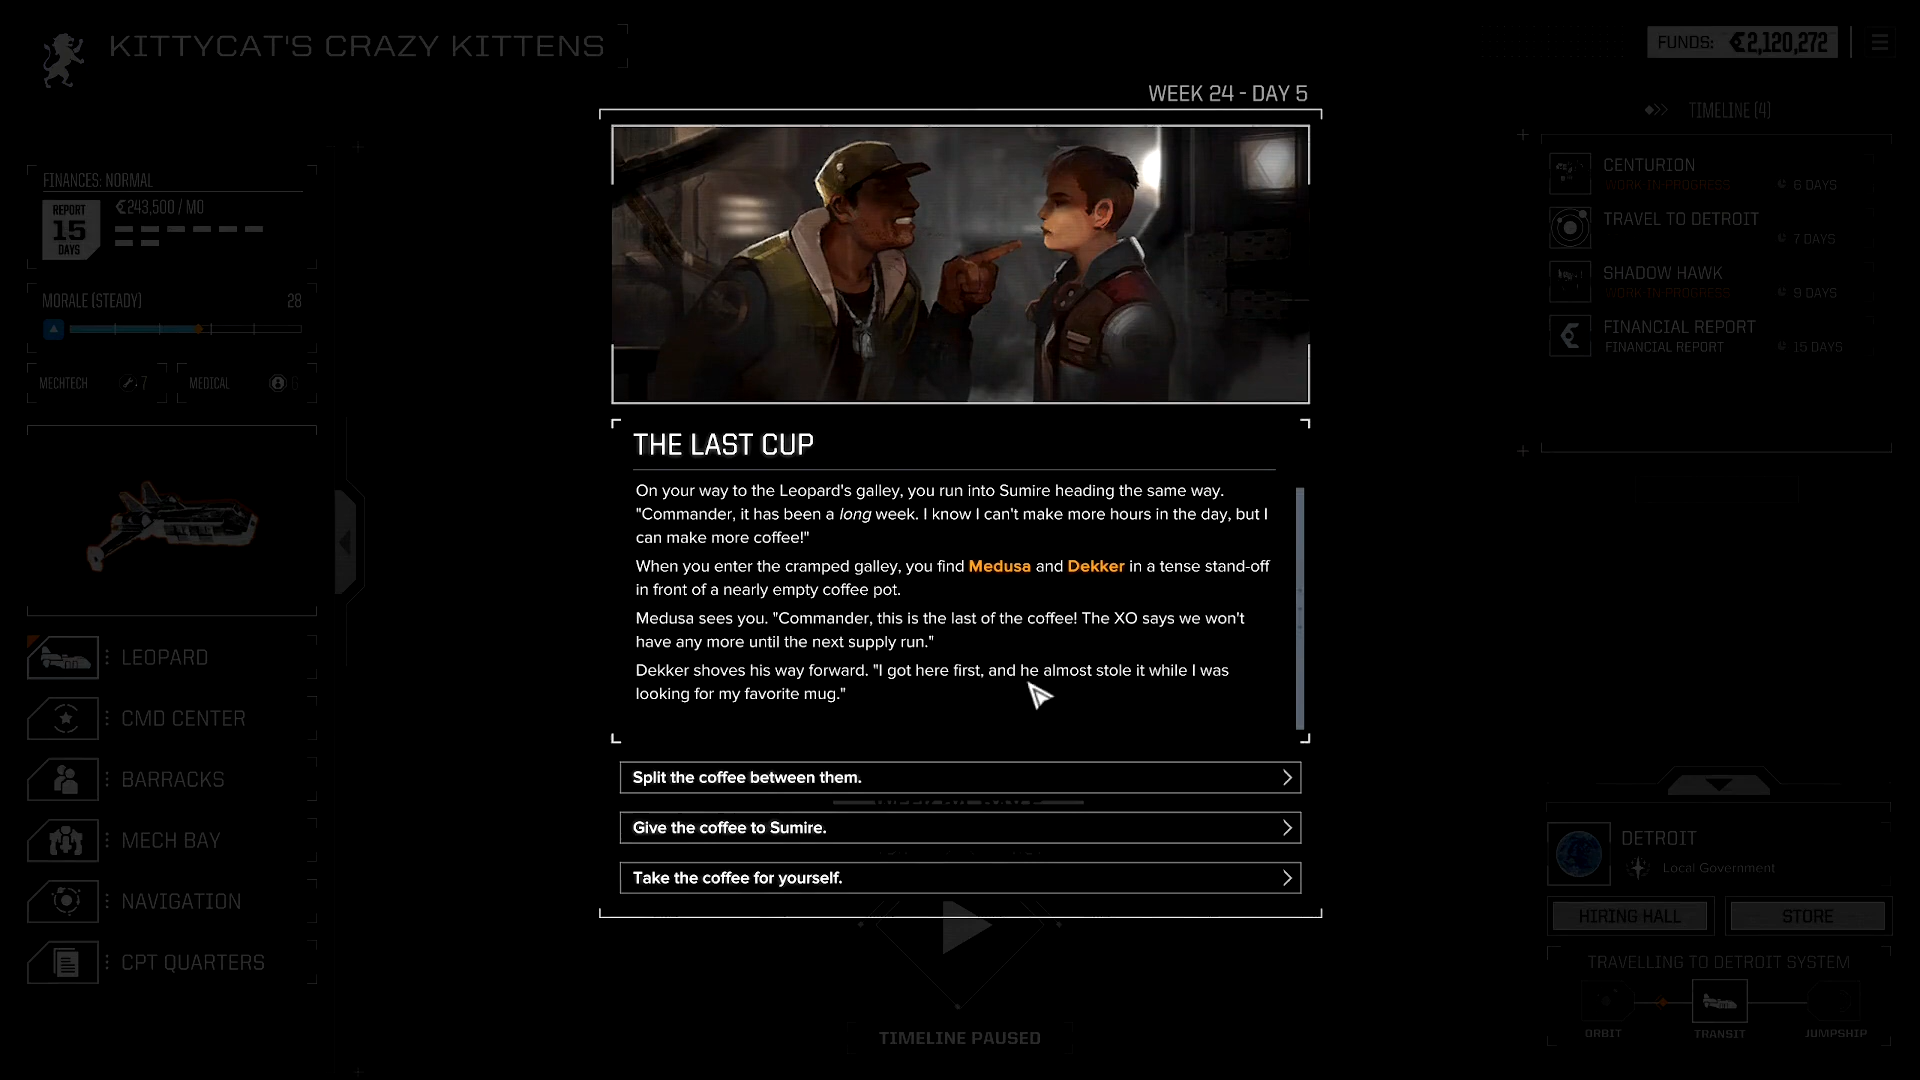 KITTYCAT'S CRAZY KITTENS
FUNDS: 2,120,272
WEEK 24 - DAY 5
TIMELINE (4)
FINANCES: NORMAL
REPORT
15
DAYS
243,500 / MO
MORALE (STEADY) 28
MECHTECH 7
MEDICAL 6
LEOPARD
CMD CENTER
BARRACKS
MECH BAY
NAVIGATION
CPT QUARTERS
THE LAST CUP
On your way to the Leopard's galley, you run into Sumire heading the same way.
"Commander, it has been a long week. I know I can't make more hours in the day, but I
can make more coffee!"
When you enter the cramped galley, you find Medusa and Dekker in a tense stand-off
in front of a nearly empty coffee pot.
Medusa sees you. "Commander, this is the last of the coffee! The XO says we won't
have any more until the next supply run."
Dekker shoves his way forward. "I got here first, and he almost stole it while I was
looking for my favorite mug."
Split the coffee between them.
Give the coffee to Sumire.
Take the coffee for yourself.
TIMELINE PAUSED
CENTURION
WORK IN PROGRESS 6 DAYS
TRAVEL TO DETROIT
7 DAYS
SHADOW HAWK
WORK IN PROGRESS 9 DAYS
FINANCIAL REPORT
FINANCIAL REPORT 15 DAYS
DETROIT
Local Government
HIRING HALL
STORE
TRAVELLING TO DETROIT SYSTEM
ORBIT
TRANSIT
JUMPSHIP